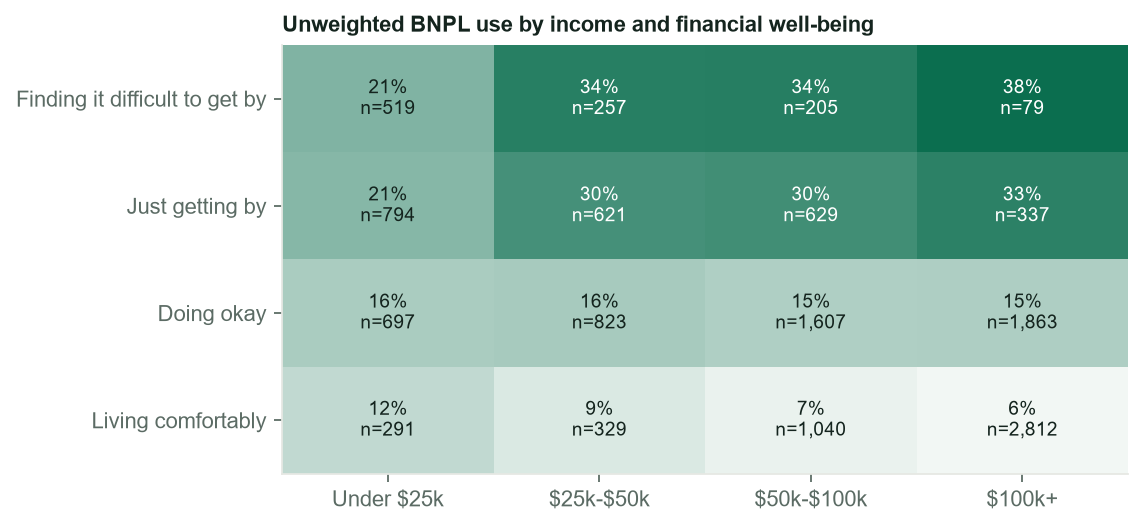 Unweighted BNPL use by income and financial well-being
Finding it difficult to get by
21%
n=519
34%
n=257
34%
n=205
38%
n=79
Just getting by
21%
n=794
30%
n=621
30%
n=629
33%
n=337
Doing okay
16%
n=697
16%
n=823
15%
n=1,607
15%
n=1,863
Living comfortably
12%
n=291
9%
n=329
7%
n=1,040
6%
n=2,812
Under $25k
$25k-$50k
$50k-$100k
$100k+